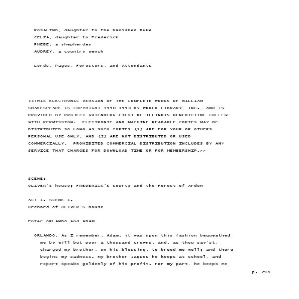 ROSALIND, daughter to the banished Duke
CELIA, daughter to Frederick
PHEBE, a shepherdes
AUDREY, a country wench
Lords, Pages, Foresters, and Attendants
<<THIS ELECTRONIC VERSION OF THE COMPLETE WORKS OF WILLIAM
SHAKESPEARE IS COPYRIGHT 1990-1993 BY WORLD LIBRARY, INC., AND IS
PROVIDED BY PROJECT GUTENBERG ETEXT OF ILLINOIS BENEDICTINE COLLEGE
WITH PERMISSION. ELECTRONIC AND MACHINE READABLE COPIES MAY BE
DISTRIBUTED SO LONG AS SUCH COPIES (1) ARE FOR YOUR OR OTHERS
PERSONAL USE ONLY, AND (2) ARE NOT DISTRIBUTED OR USED
COMMERCIALLY. PROHIBITED COMMERCIAL DISTRIBUTION INCLUDES BY ANY
SERVICE THAT CHARGES FOR DOWNLOAD TIME OR FOR MEMBERSHIP.>>
SCENE:
OLIVER'S house; FREDERICK'S court; and the Forest of Arden
ACT I. SCENE I.
Orchard of OLIVER'S house
Enter ORLANDO and ADAM
ORLANDO. As I remember, Adam, it was upon this fashion bequeathed
me by will but poor a thousand crowns, and, as thou say'st,
charged my brother, on his blessing, to breed me well; and there
begins my sadness. My brother Jaques he keeps at school, and
report speaks goldenly of his profit. For my part, he keeps me